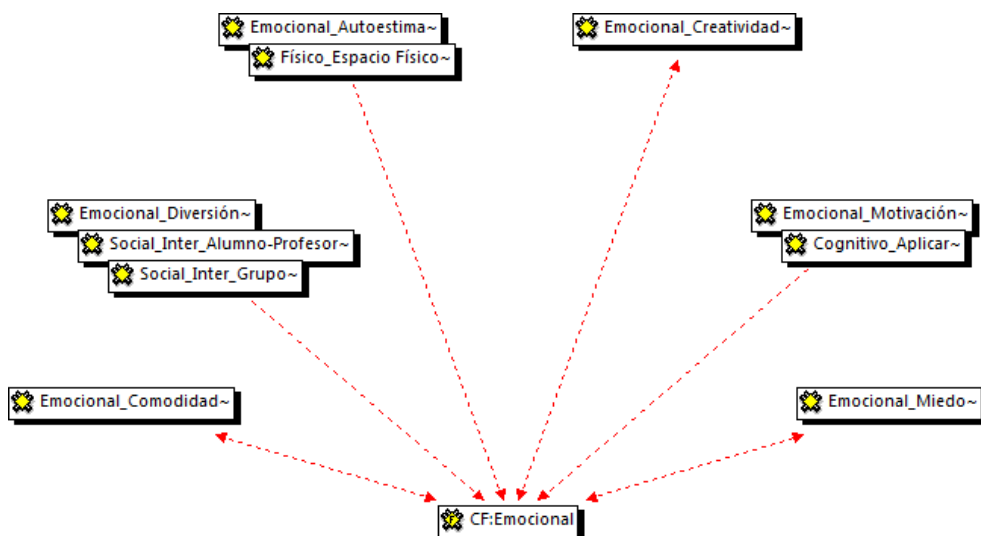 Emocional_Autoestima~
Físico_Espacio Físico~
Emocional_Creatividad~
Emocional_Diversión~
Social_Inter_Alumno-Profesor~
Social_Inter_Grupo~
Emocional_Motivación~
Cognitivo_Aplicar~
Emocional_Comodidad~
Emocional_Miedo~
CF:Emocional